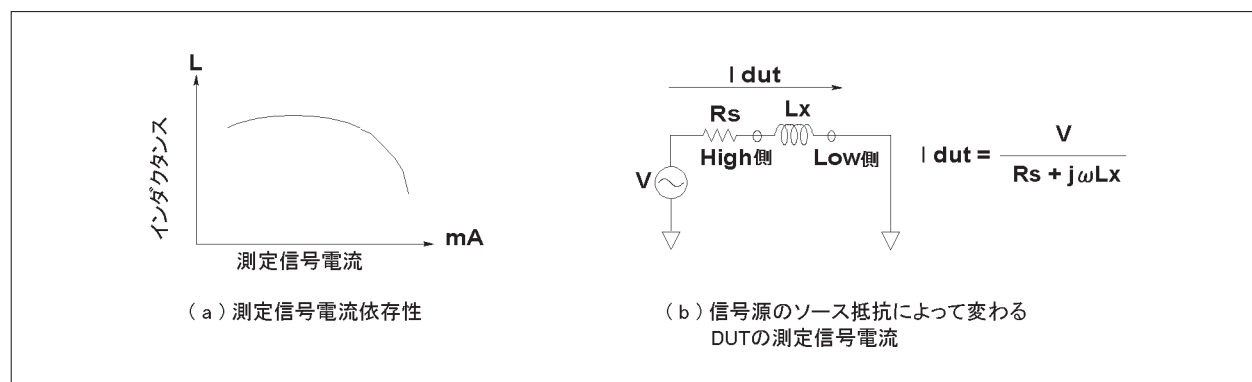 L
インダクタンス
mA
測定信号電流
(a)測定信号電流依存性
I dut
Rs
Lx
High側
Low側
V
I dut = V / Rs + jωLx
(b)信号源のソース抵抗によって変わる
DUTの測定信号電流